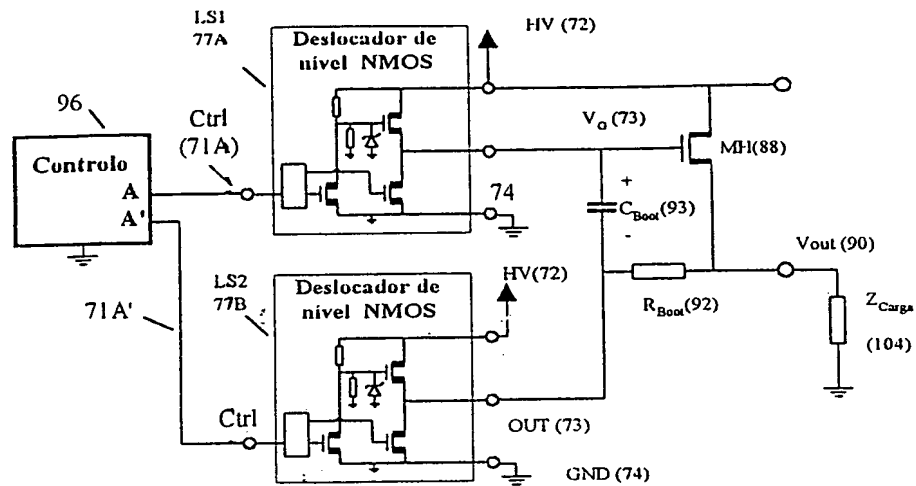 LS1
77A
Deslocador de
nível NMOS
HV (72)
96
Ctrl
(71A)
V_G (73)
MH(88)
Controlo
A
A'
74
+
C_Boot(93)
-
Vout (90)
LS2
77B
Deslocador de
nível NMOS
HV(72)
R_Boot(92)
Z_Carga
(104)
71A'
Ctrl
OUT (73)
GND (74)